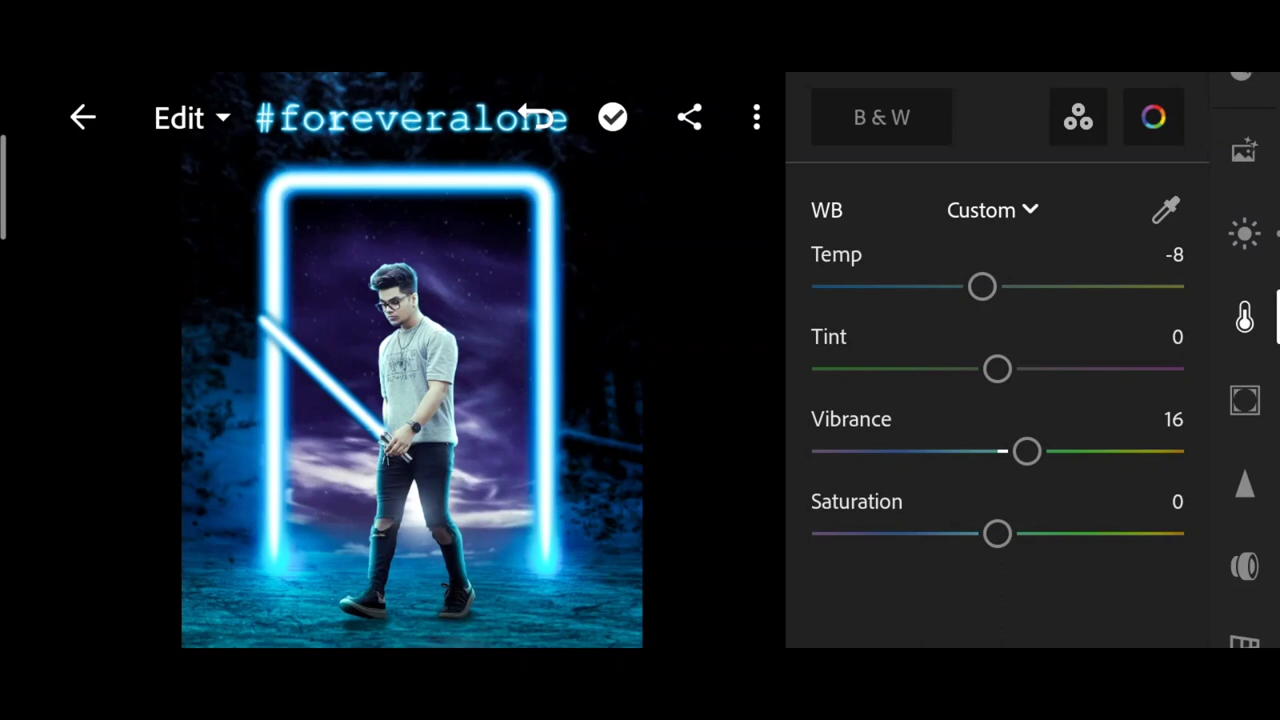 Edit
#foreveralone
B & W
WB
Custom
Temp
-8
Tint
0
Vibrance
16
Saturation
0